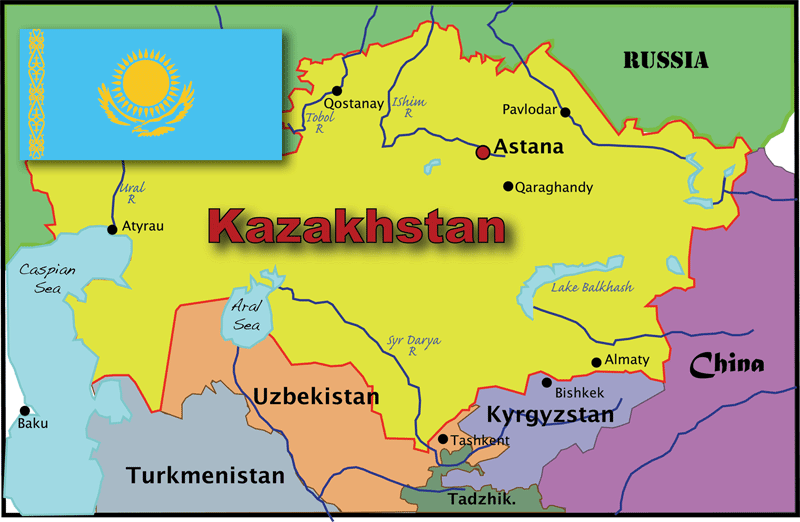 RUSSIA
Qostanay
Tobol
R
Ishim
R
Pavlodar
Astana
Qaraghandy
Ural
R
Atyrau
Kazakhstan
Caspian
Sea
Aral
Sea
Lake Balkhash
Syr Darya
R
Almaty
China
Bishkek
Uzbekistan
Kyrgyzstan
Baku
Tashkent
Turkmenistan
Tadzhik.